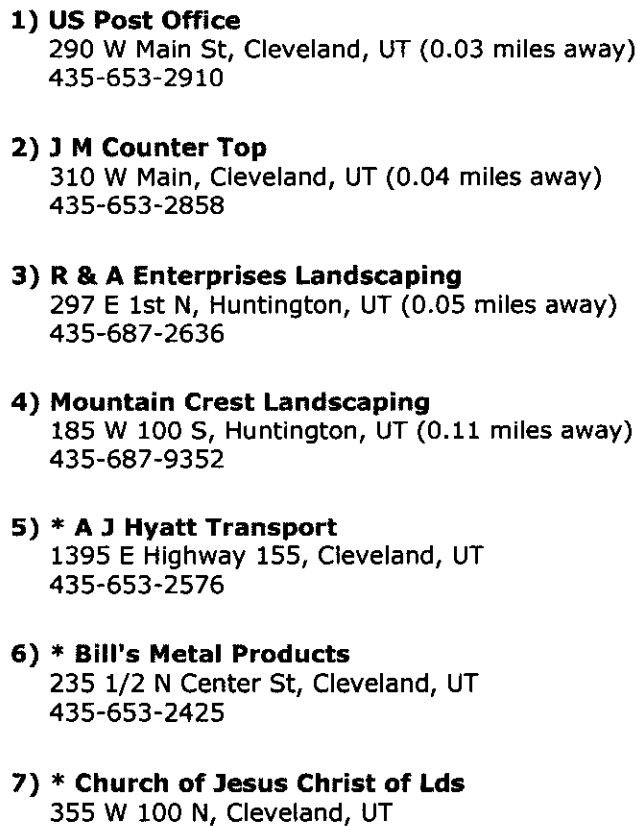 1) US Post Office
290 W Main St, Cleveland, UT (0.03 miles away)
435-653-2910
2) J M Counter Top
310 W Main, Cleveland, UT (0.04 miles away)
435-653-2858
3) R & A Enterprises Landscaping
297 E 1st N, Huntington, UT (0.05 miles away)
435-687-2636
4) Mountain Crest Landscaping
185 W 100 S, Huntington, UT (0.11 miles away)
435-687-9352
5) * A J Hyatt Transport
1395 E Highway 155, Cleveland, UT
435-653-2576
6) * Bill's Metal Products
235 1/2 N Center St, Cleveland, UT
435-653-2425
7) * Church of Jesus Christ of Lds
355 W 100 N, Cleveland, UT